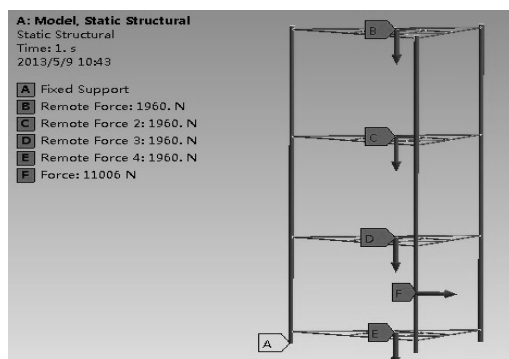 A: Model, Static Structural
Static Structural
Time: 1. s
2013/5/9 10:43
A Fixed Support
B Remote Force: 1960. N
C Remote Force 2: 1960. N
D Remote Force 3: 1960. N
E Remote Force 4: 1960. N
F Force: 11006 N
B
C
D
F
E
A